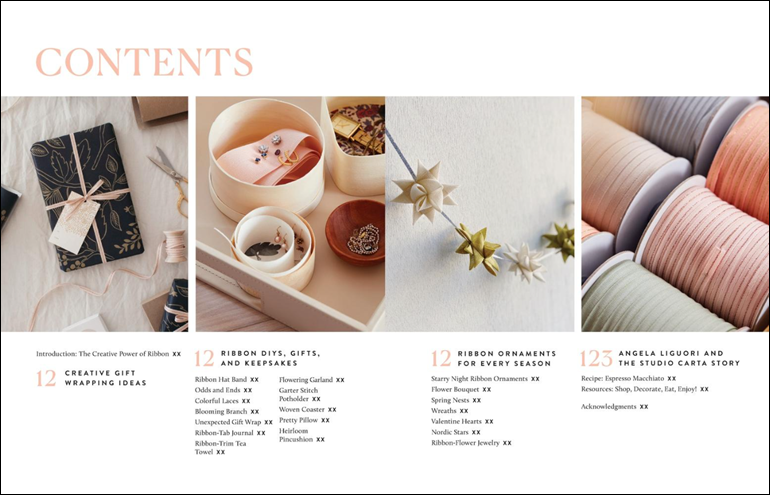 CONTENTS
Introduction: The Creative Power of Ribbon XX
12 CREATIVE GIFT
WRAPPING IDEAS
12 RIBBON DIYS, GIFTS,
AND KEEPSAKES
Ribbon Hat Band XX
Odds and Ends XX
Colorful Laces XX
Blooming Branch XX
Unexpected Gift Wrap XX
Ribbon-Tab Journal XX
Ribbon-Trim Tea
Towel XX
Flowering Garland XX
Garter Stitch
Potholder XX
Woven Coaster XX
Pretty Pillow XX
Heirloom
Pincushion XX
12 RIBBON ORNAMENTS
FOR EVERY SEASON
Starry Night Ribbon Ornaments XX
Flower Bouquet XX
Spring Nests XX
Wreaths XX
Valentine Hearts XX
Nordic Stars XX
Ribbon-Flower Jewelry XX
123 ANGELA LIGUORI AND
THE STUDIO CARTA STORY
Recipe: Espresso Macchiato XX
Resources: Shop, Decorate, Eat, Enjoy! XX
Acknowledgments XX